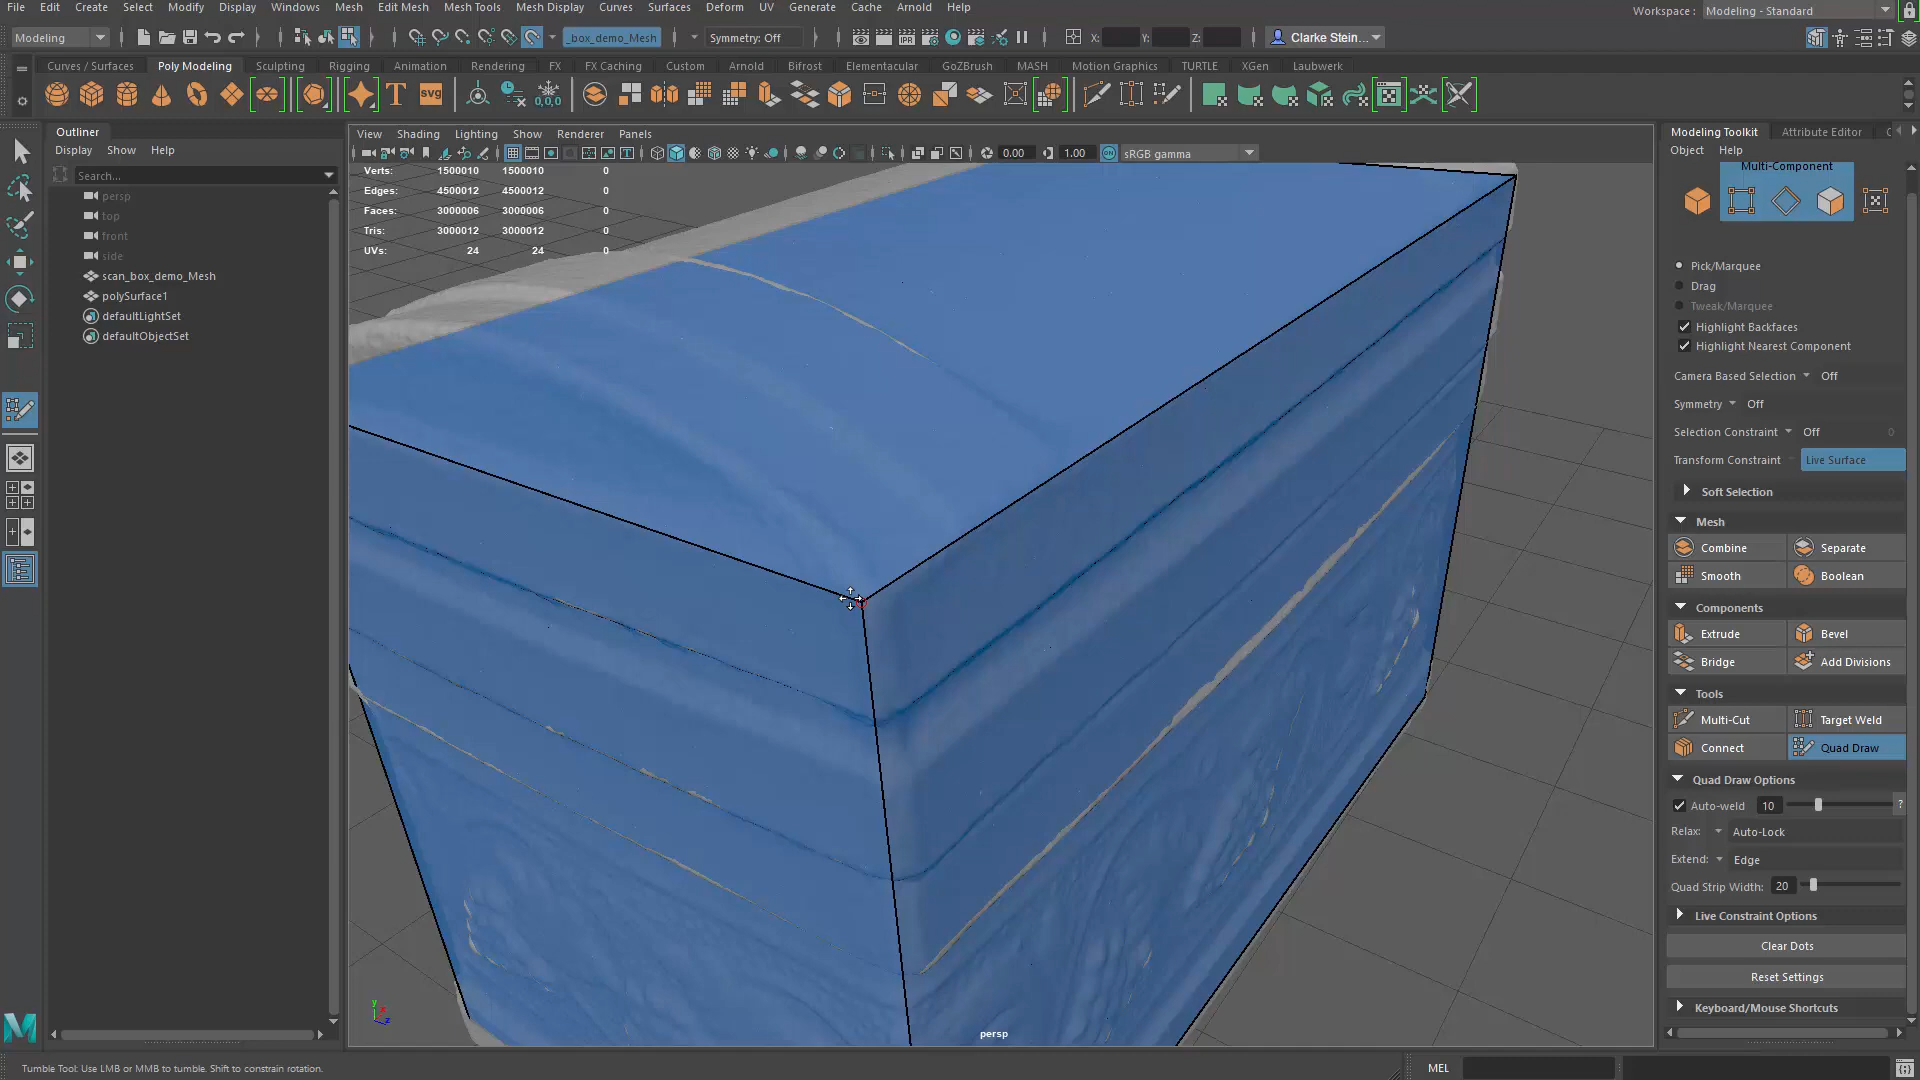 File Edit Create Select Modify Display Windows Mesh Edit Mesh Mesh Tools Mesh Display Curves Surfaces Deform UV Generate Cache Arnold Help
Workspace : Modeling - Standard
Modeling
_box_demo_Mesh
Symmetry: Off
X: Y: Z:
Clarke Stein...
Curves / Surfaces Poly Modeling Sculpting Rigging Animation Rendering FX FX Caching Custom Arnold Bifrost Elementacular GoZBrush MASH Motion Graphics TURTLE XGen Laubwerk
T svg 0,0,0
Outliner
Display Show Help
Search...
persp
top
front
side
scan_box_demo_Mesh
polySurface1
defaultLightSet
defaultObjectSet
View Shading Lighting Show Renderer Panels
0.00 1.00 ON sRGB gamma
Verts: 1500010 1500010 0
Edges: 4500012 4500012 0
Faces: 3000006 3000006 0
Tris: 3000012 3000012 0
UVs: 24 24 0
y
z
persp
Modeling Toolkit Attribute Editor
Object Help
Multi-Component
Pick/Marquee
Drag
Tweak/Marquee
Highlight Backfaces
Highlight Nearest Component
Camera Based Selection Off
Symmetry Off
Selection Constraint Off 0
Transform Constraint Live Surface
Soft Selection
Mesh
Combine Separate
Smooth Boolean
Components
Extrude Bevel
Bridge Add Divisions
Tools
Multi-Cut Target Weld
Connect Quad Draw
Quad Draw Options
Auto-weld 10 ?
Relax: Auto-Lock
Extend: Edge
Quad Strip Width: 20
Live Constraint Options
Clear Dots
Reset Settings
Keyboard/Mouse Shortcuts
Tumble Tool: Use LMB or MMB to tumble. Shift to constrain rotation.
MEL